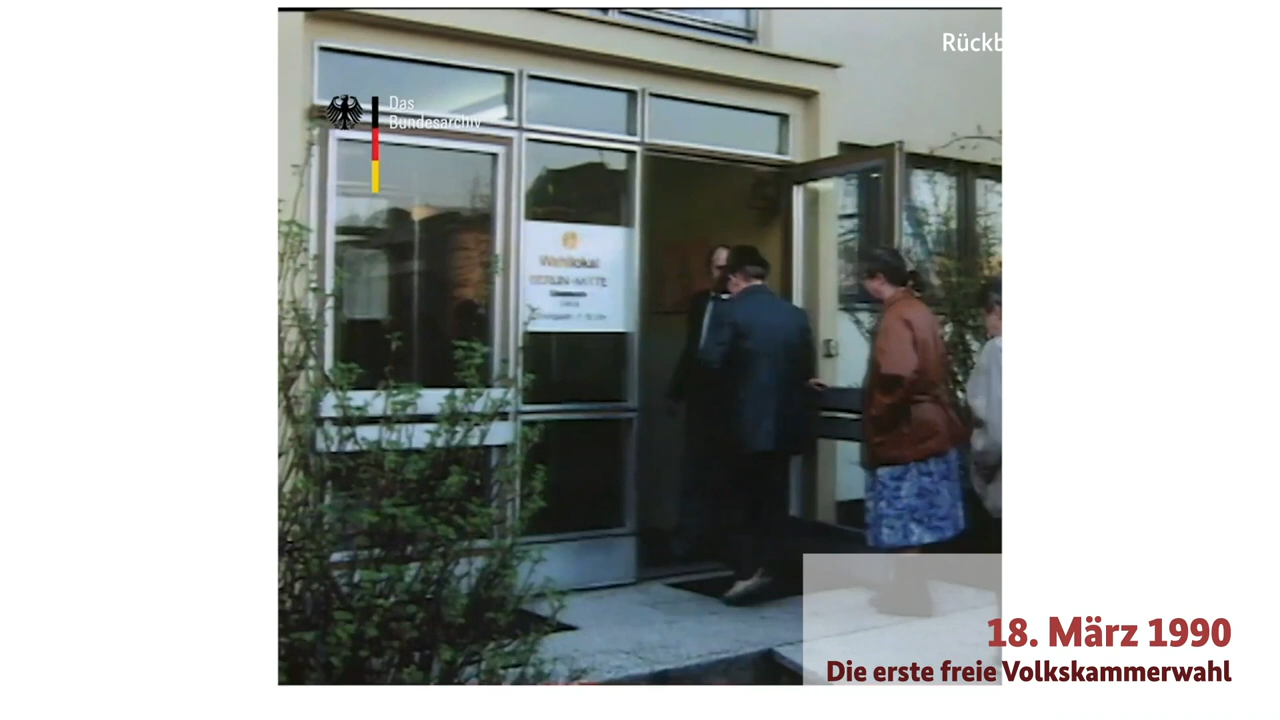 Rückb
Das
Bundesarchiv
Wahllokal
BERLIN-MITTE
18. März 1990
Die erste freie Volkskammerwahl